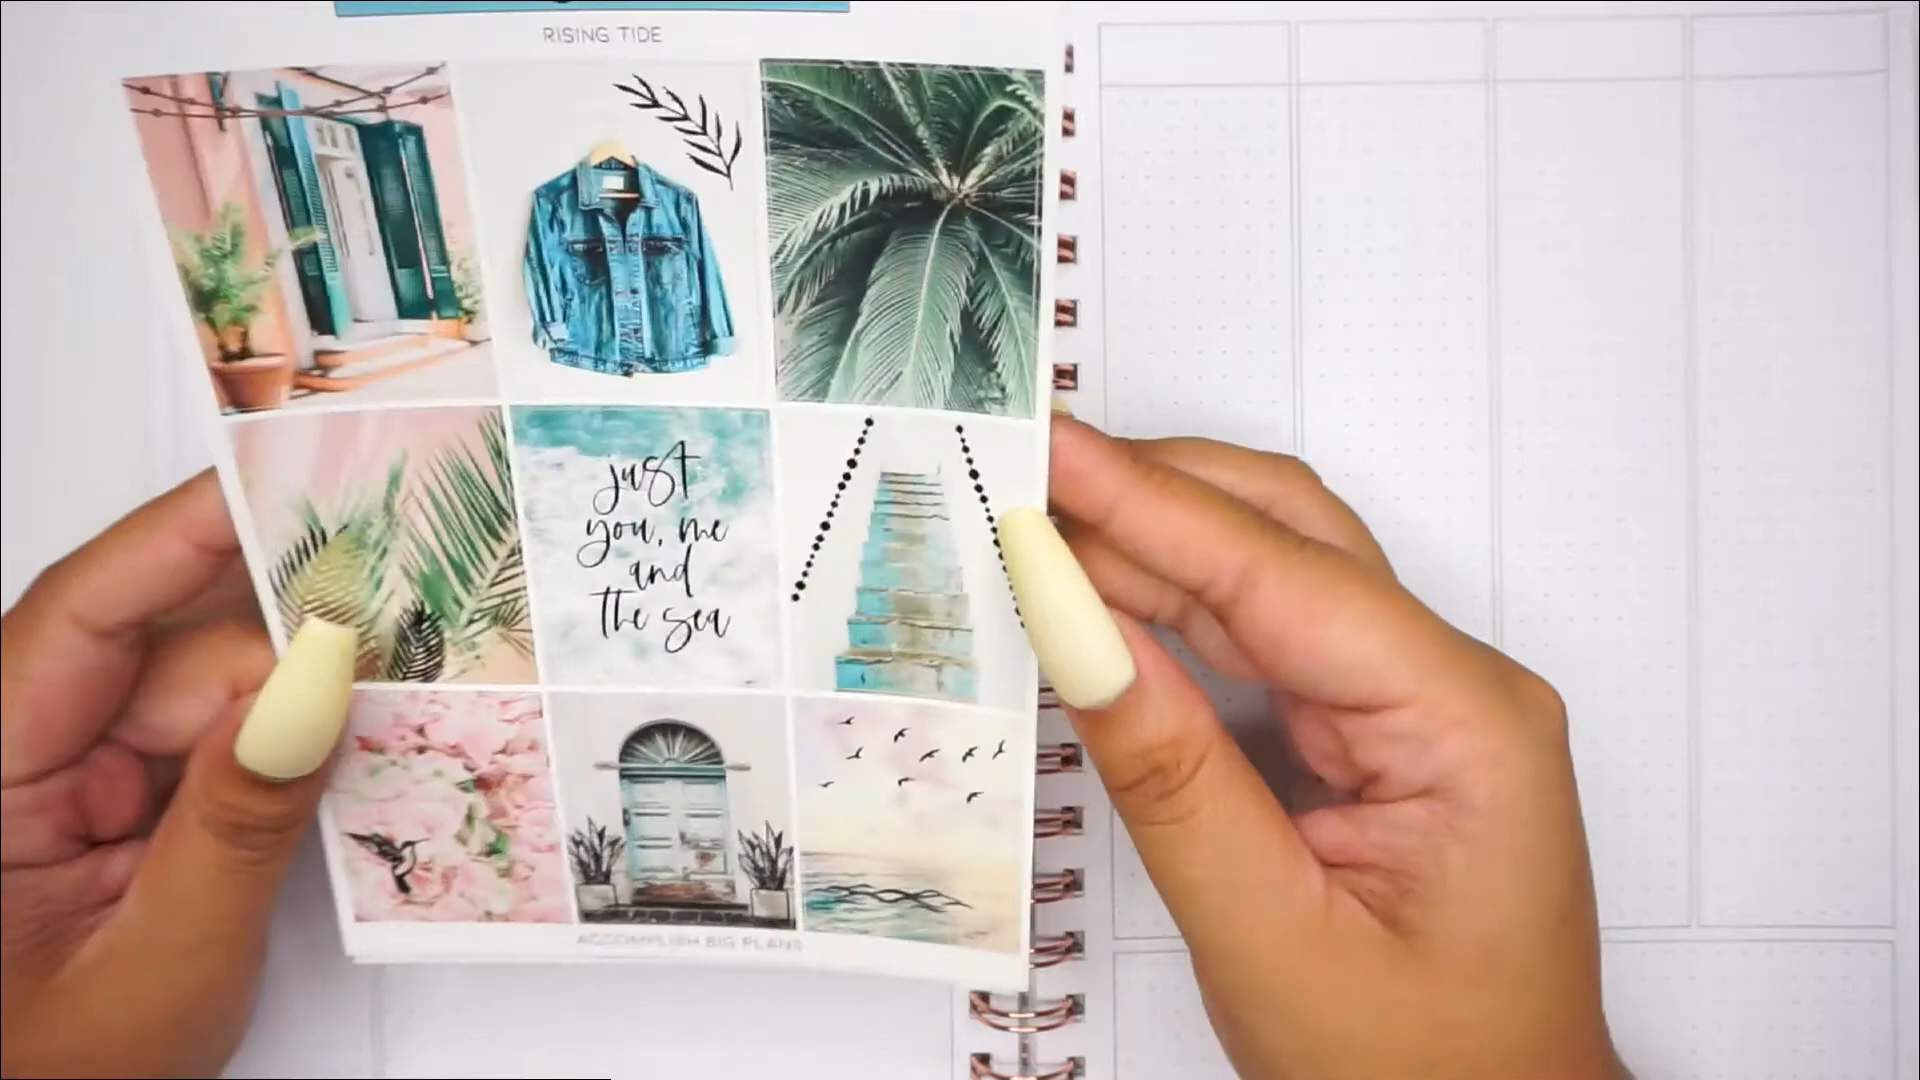 RISING TIDE
just
you, me
and
the sea
ACCOMPLISH BIG PLANS